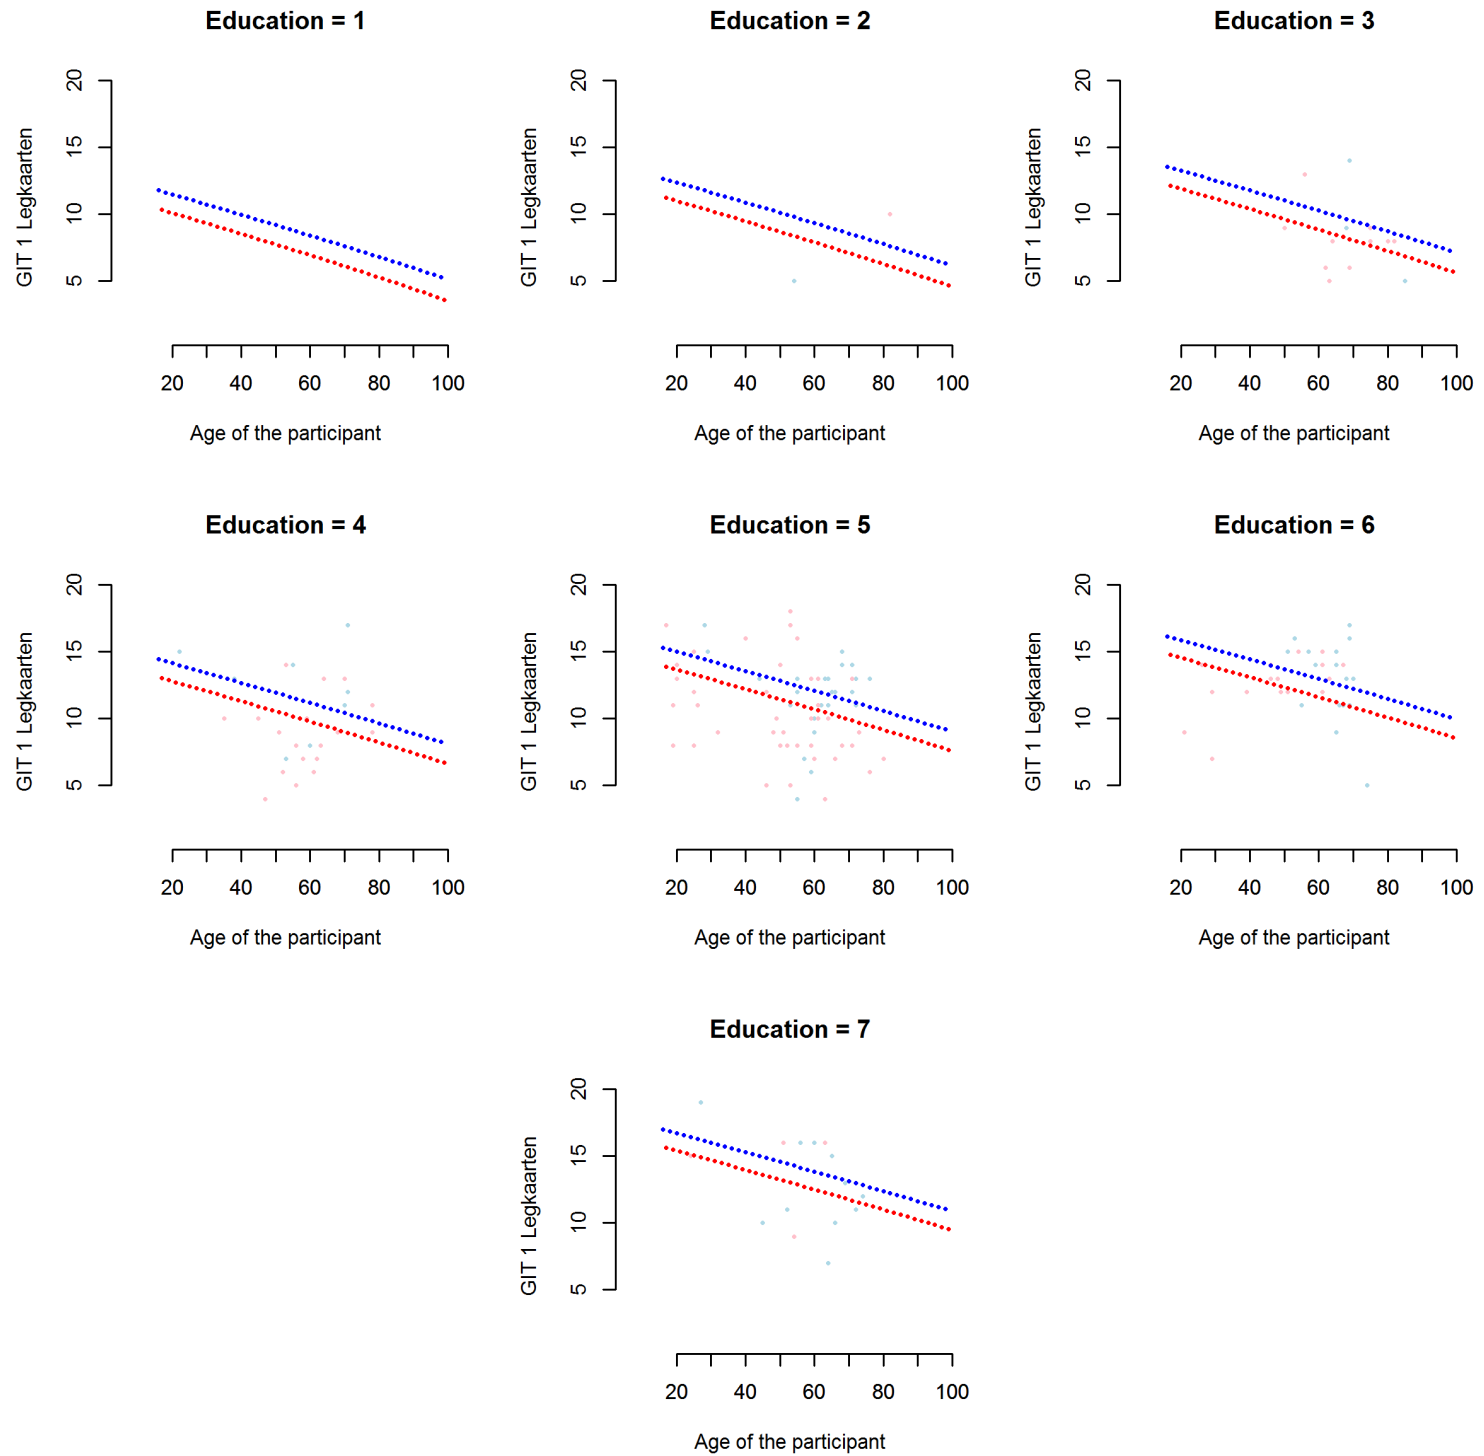 Education = 1
GIT 1 Legkaarten
20
15
10
5
20 40 60 80 100
Age of the participant
Education = 2
GIT 1 Legkaarten
20
15
10
5
20 40 60 80 100
Age of the participant
Education = 3
GIT 1 Legkaarten
20
15
10
5
20 40 60 80 100
Age of the participant
Education = 4
GIT 1 Legkaarten
20
15
10
5
20 40 60 80 100
Age of the participant
Education = 5
GIT 1 Legkaarten
20
15
10
5
20 40 60 80 100
Age of the participant
Education = 6
GIT 1 Legkaarten
20
15
10
5
20 40 60 80 100
Age of the participant
Education = 7
GIT 1 Legkaarten
20
15
10
5
20 40 60 80 100
Age of the participant